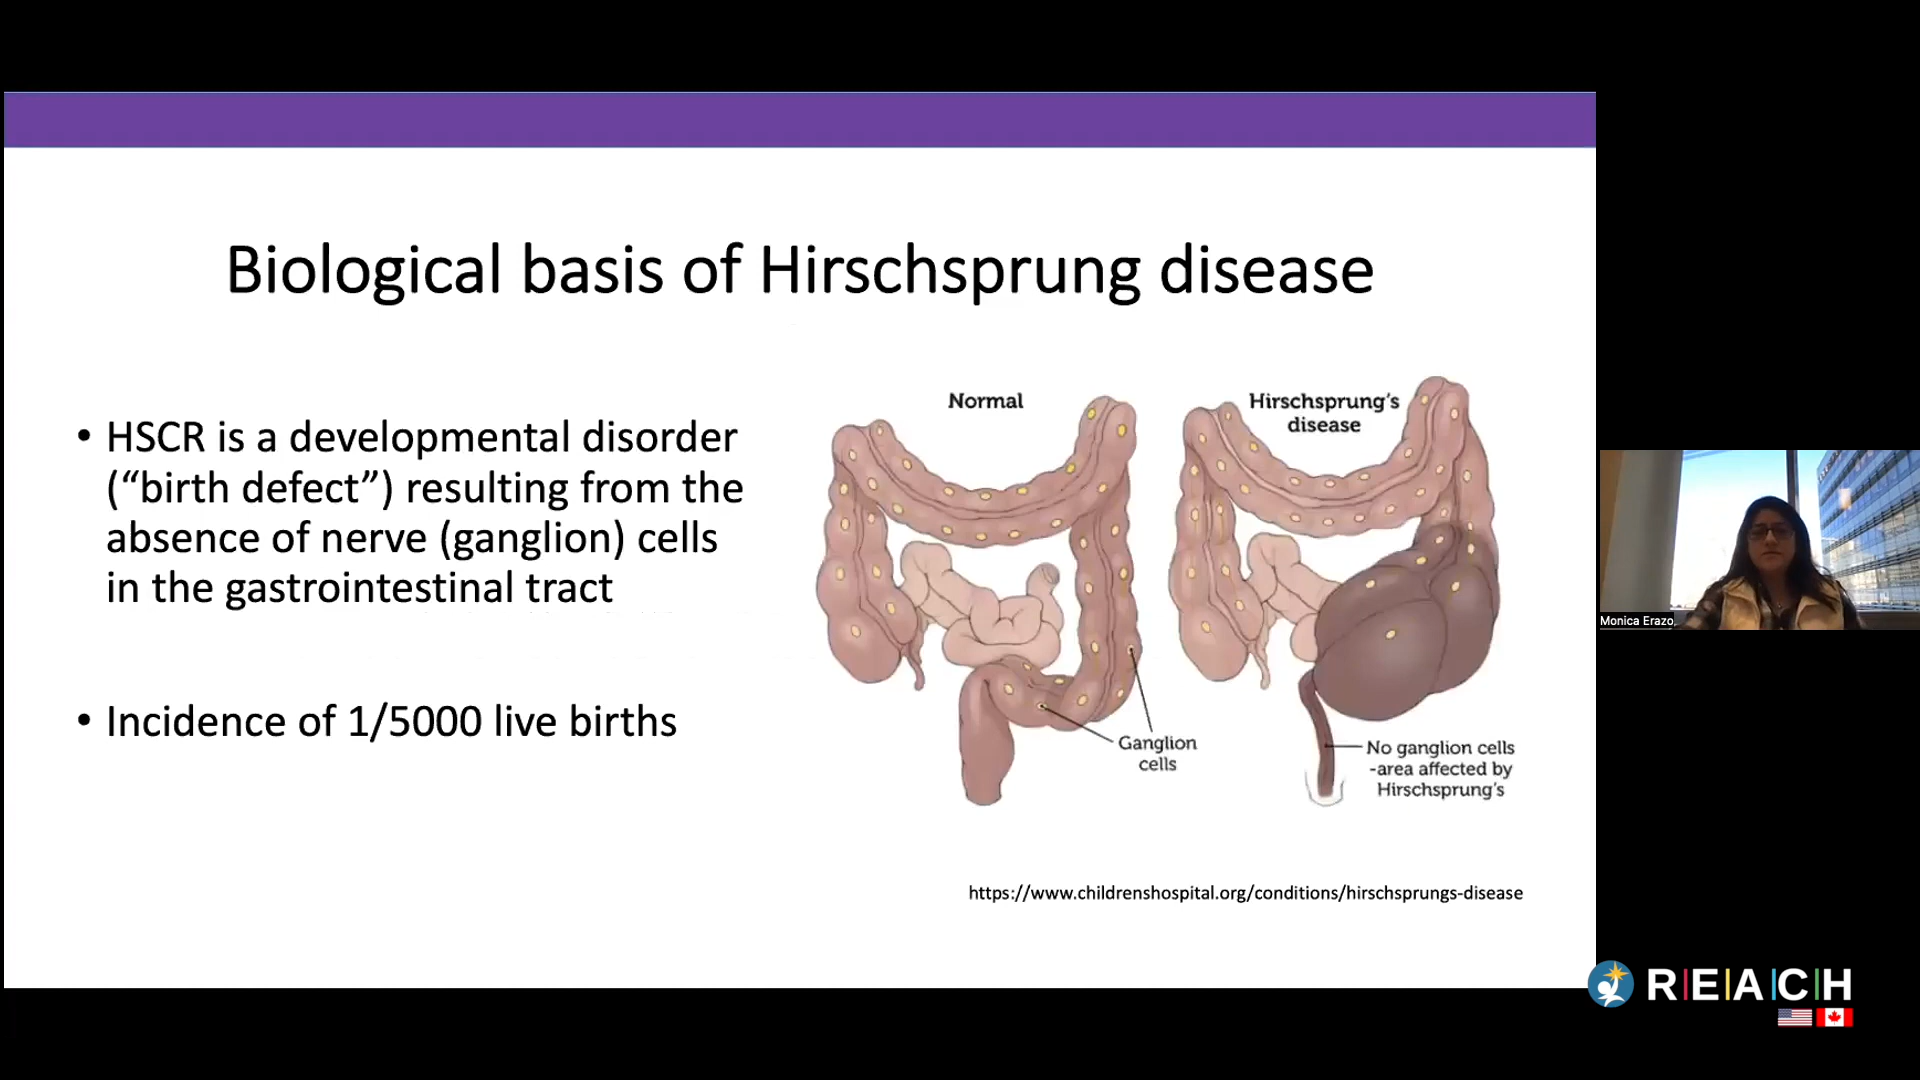 Biological basis of Hirschsprung disease
• HSCR is a developmental disorder
(“birth defect”) resulting from the
absence of nerve (ganglion) cells
in the gastrointestinal tract
• Incidence of 1/5000 live births
Normal
Hirschsprung’s
disease
Ganglion
cells
No ganglion cells
-area affected by
Hirschsprung’s
https://www.childrenshospital.org/conditions/hirschsprungs-disease
Monica Erazo
R|E|A|C|H